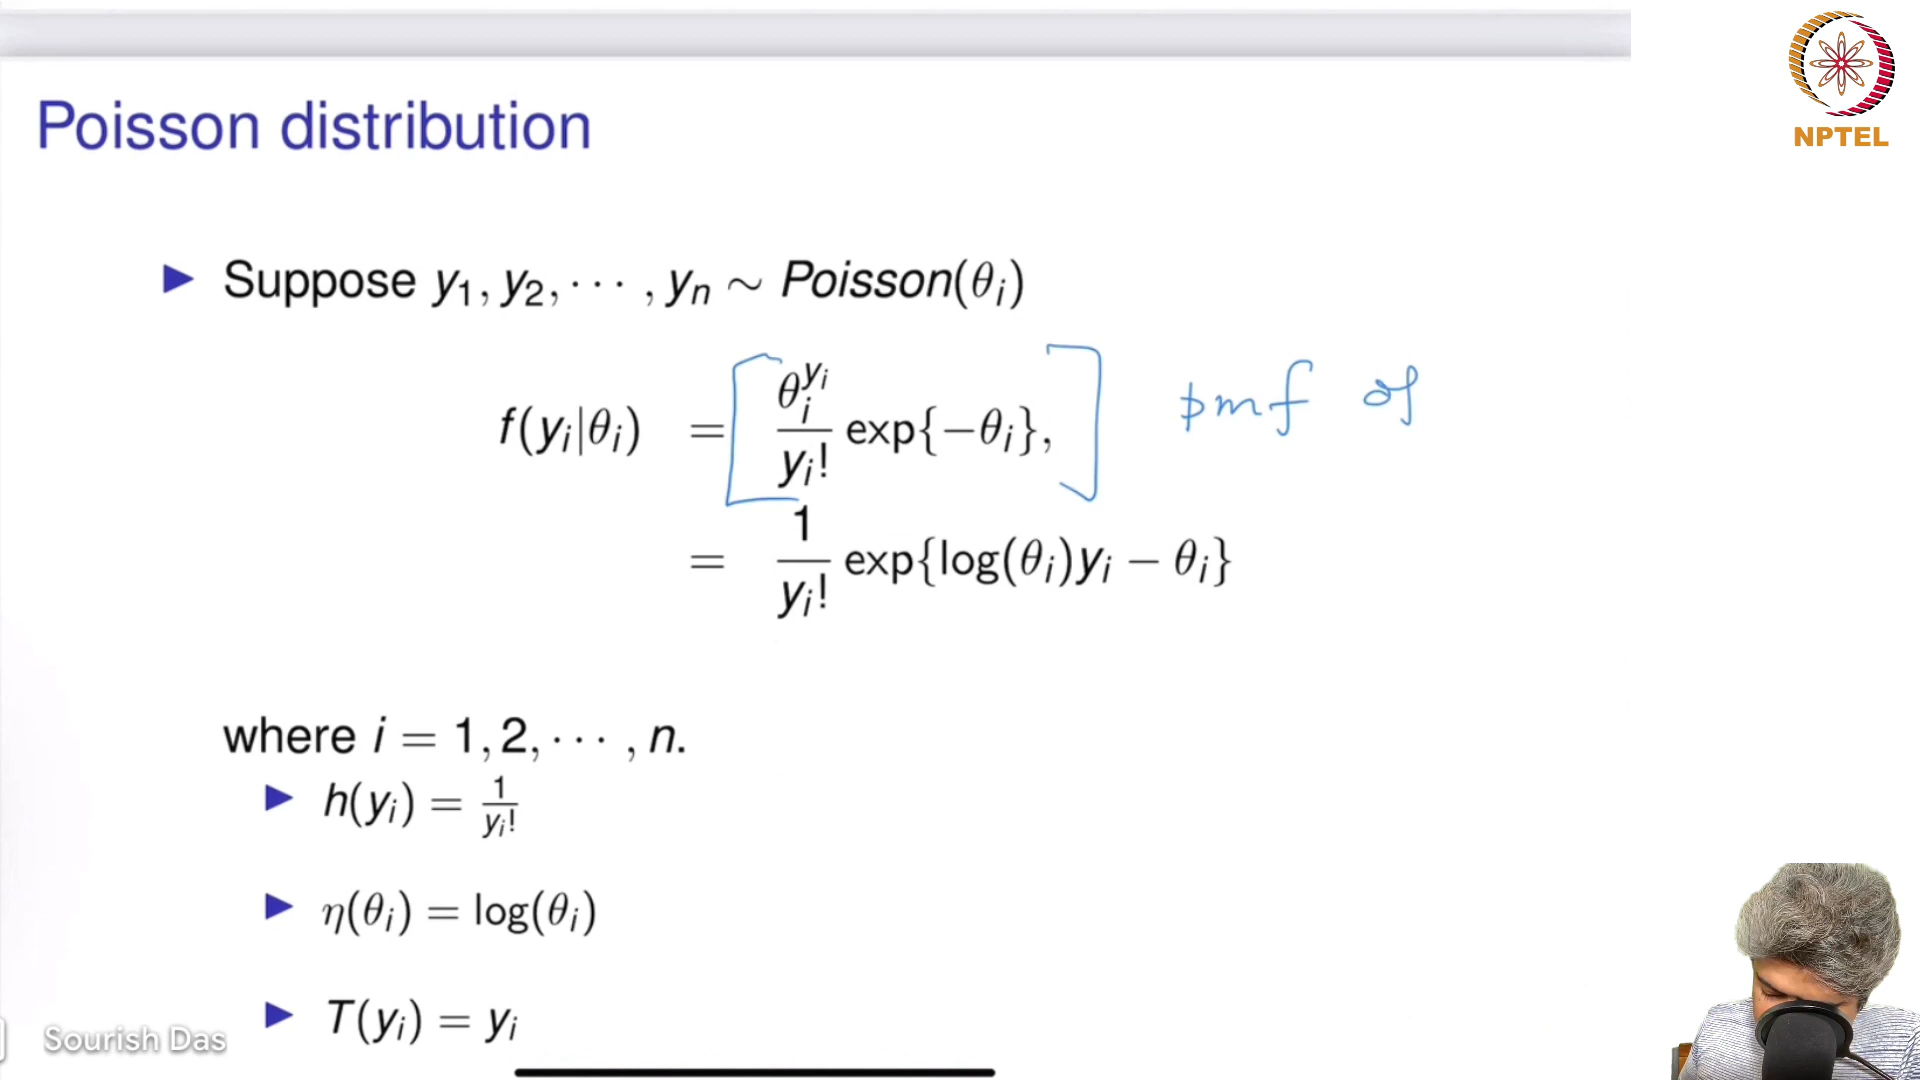 NPTEL
Poisson distribution
▶ Suppose y₁, y₂, ⋯ , yₙ ∼ Poisson(θᵢ)
f(yᵢ|θᵢ) = [ θᵢ^{yᵢ} / yᵢ! exp{−θᵢ}, ] pmf of
= 1 / yᵢ! exp{log(θᵢ)yᵢ − θᵢ}
where i = 1, 2, ⋯ , n.
▶ h(yᵢ) = 1 / yᵢ!
▶ η(θᵢ) = log(θᵢ)
▶ T(yᵢ) = yᵢ
Sourish Das